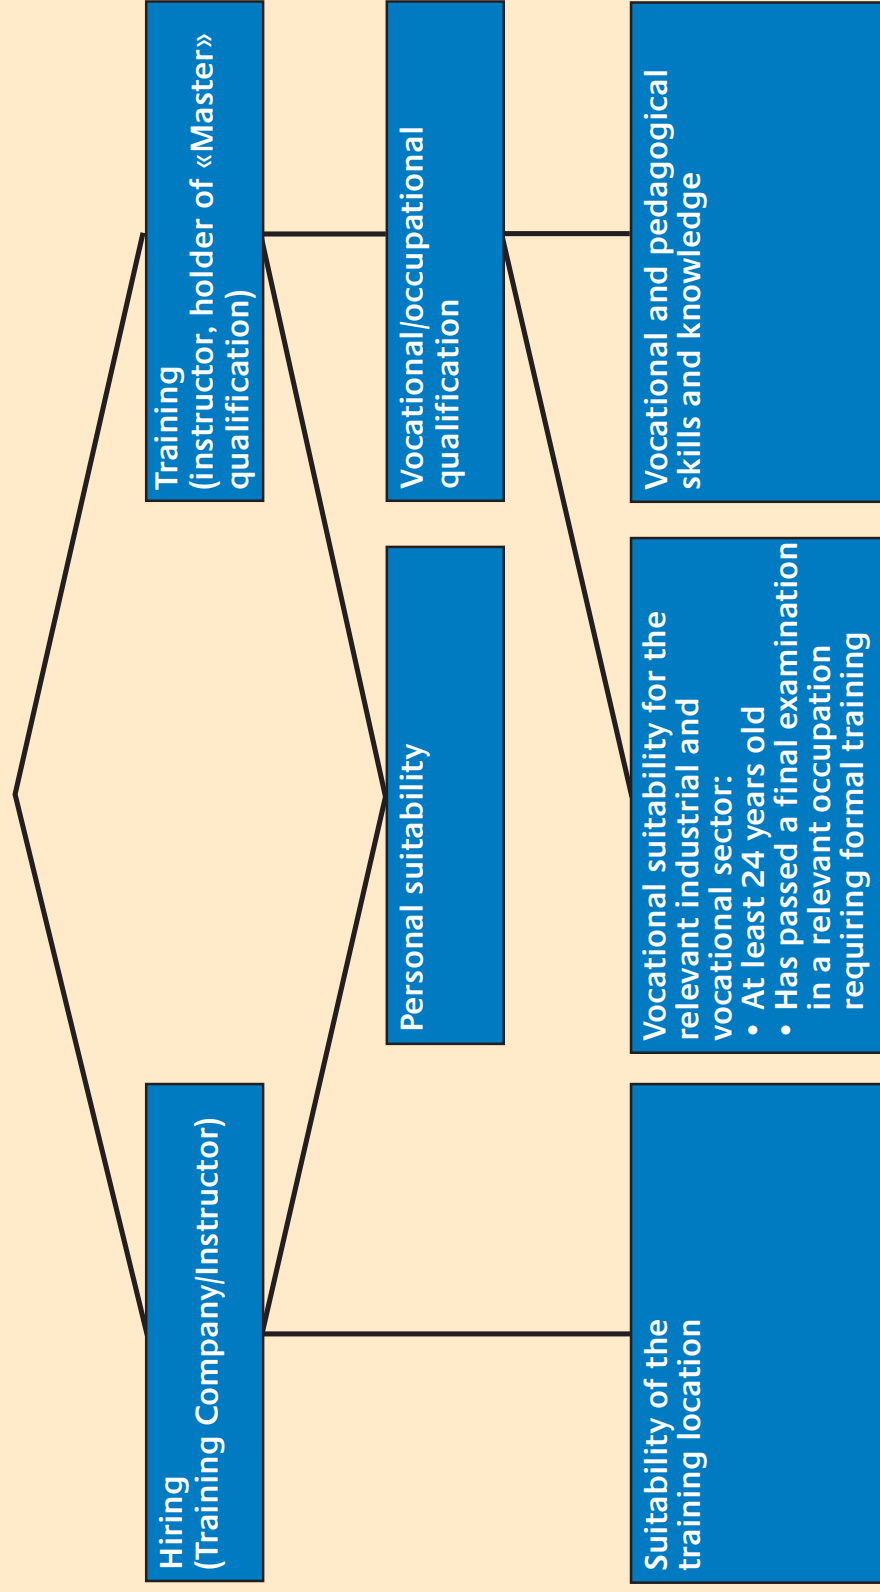 Hiring
(Training Company/Instructor)
Training
(instructor, holder of «Master»
qualification)
Personal suitability
Vocational/occupational
qualification
Suitability of the
training location
Vocational suitability for the
relevant industrial and
vocational sector:
• At least 24 years old
• Has passed a final examination
in a relevant occupation
requiring formal training
Vocational and pedagogical
skills and knowledge